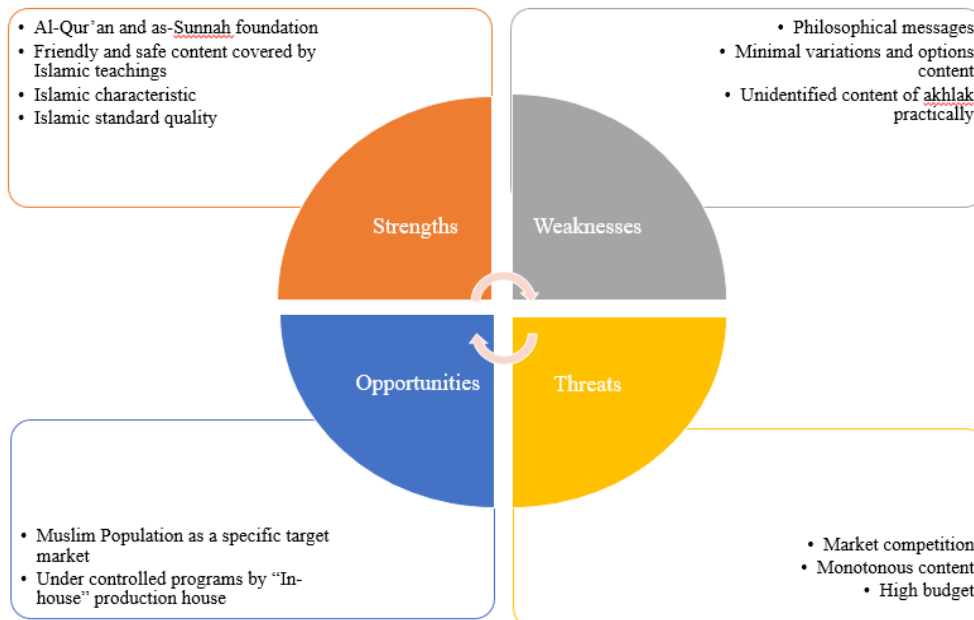 • Al-Qur'an and as-Sunnah foundation
• Friendly and safe content covered by
Islamic teachings
• Islamic characteristic
• Islamic standard quality
• Philosophical messages
• Minimal variations and options
content
• Unidentified content of akhlak
practically
Strengths
Weaknesses
Opportunities
Threats
• Muslim Population as a specific target
market
• Under controlled programs by “In-
house” production house
• Market competition
• Monotonous content
• High budget